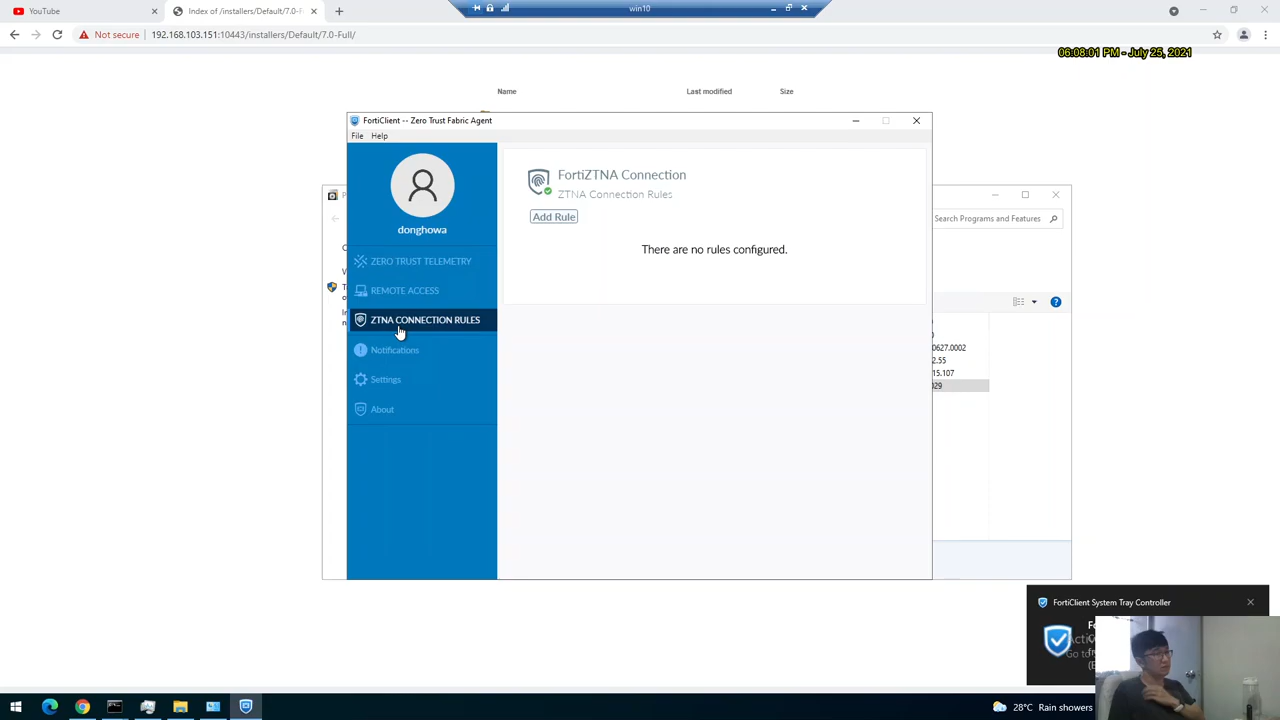 YouTube
Index of /installers/Default/7.0-F
win10
Not secure
192.168.103.151:10443/installers/Default/7.0-Full/
06:08:01 PM - July 25, 2021
Name
Last modified
Size
FortiClient -- Zero Trust Fabric Agent
File
Help
donghowa
ZERO TRUST TELEMETRY
REMOTE ACCESS
ZTNA CONNECTION RULES
Notifications
Settings
About
FortiZTNA Connection
ZTNA Connection Rules
Add Rule
There are no rules configured.
Search Programs and Features
0627.0002
2.55
15.107
029
FortiClient System Tray Controller
Go to
28°C Rain showers